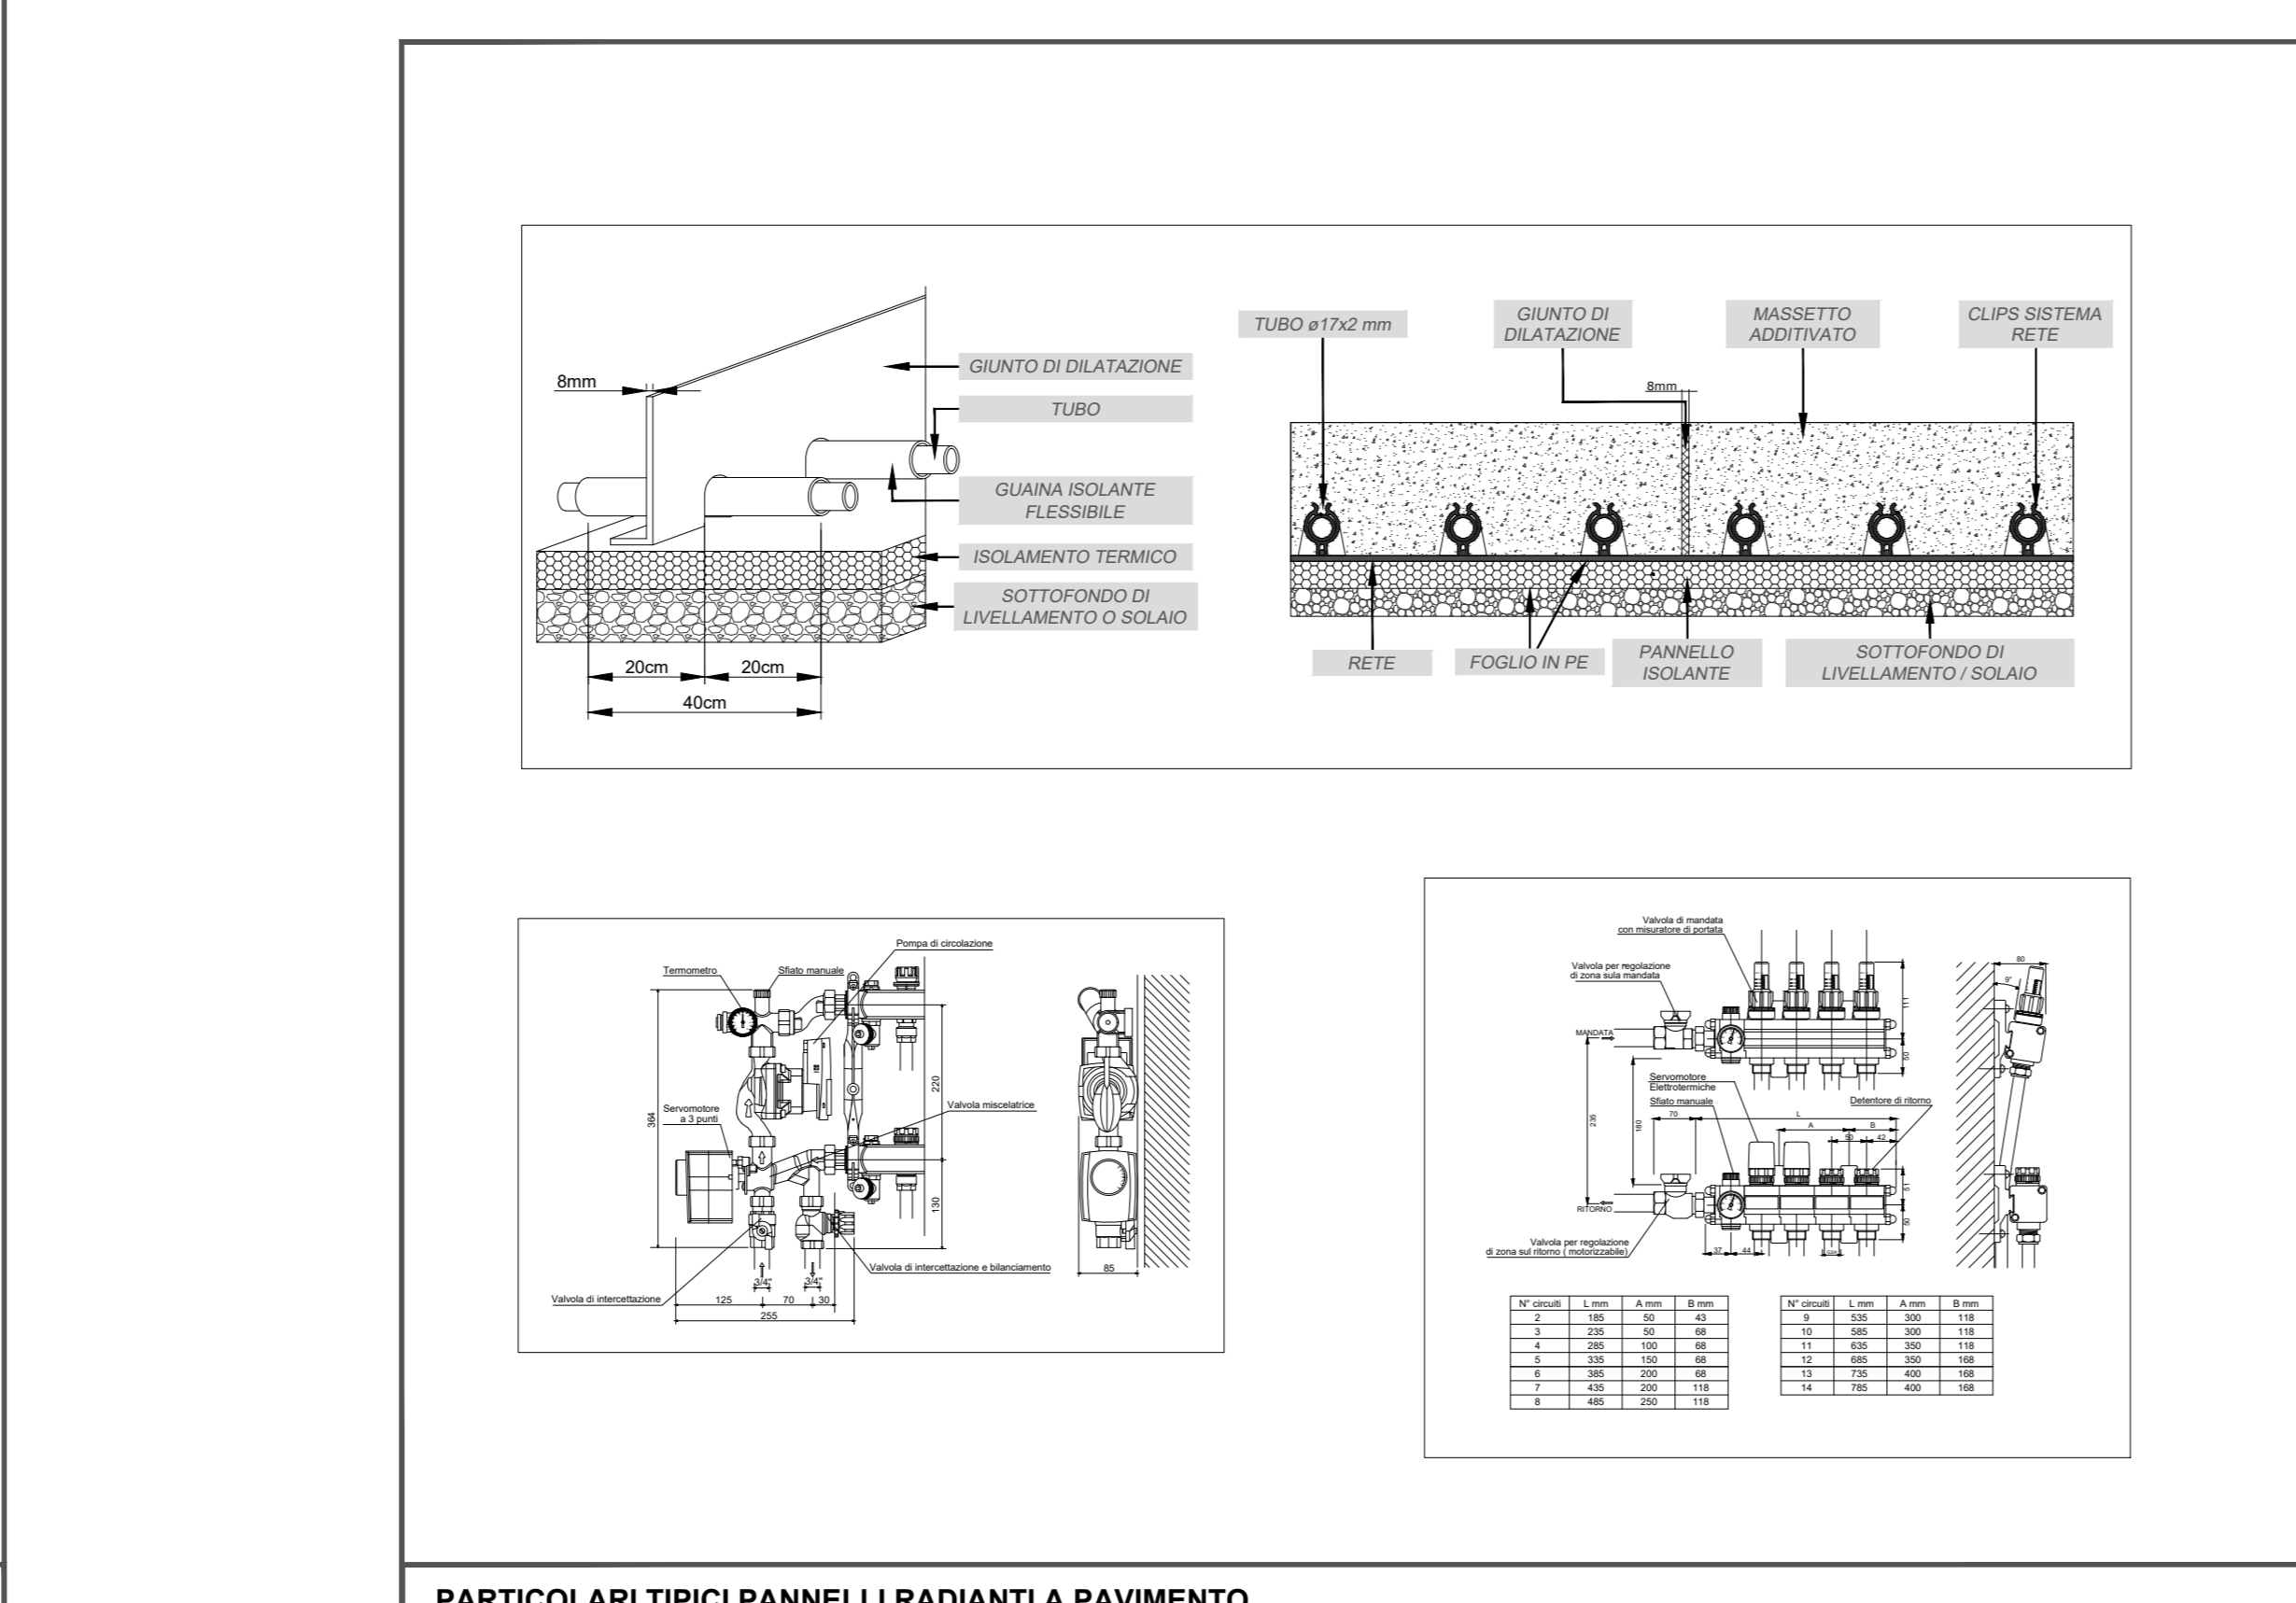 8mm
GIUNTO DI DILATAZIONE
TUBO
GUAINA ISOLANTE
FLESSIBILE
ISOLAMENTO TERMICO
SOTTOFONDO DI
LIVELLAMENTO O SOLAIO
20cm 20cm
40cm
TUBO ø17x2 mm
GIUNTO DI
DILATAZIONE
MASSETTO
ADDITIVATO
CLIPS SISTEMA
RETE
8mm
RETE
FOGLIO IN PE
PANNELLO
ISOLANTE
SOTTOFONDO DI
LIVELLAMENTO / SOLAIO
Pompa di circolazione
Termometro
Sfiato manuale
364
Servomotore
a 3 punti
220
Valvola miscelatrice
130
Valvola di intercettazione e bilanciamento
3/4" 3/4"
Valvola di intercettazione
125 70 30
255
85
Valvola di mandata
con misuratore di portata
Valvola per regolazione
di zona sula mandata
MANDATA
111
50
80
9°
Servomotore
Elettrotermiche
Sfiato manuale
Detentore di ritorno
235
180
70 L
A B
50 42
51
50
RITORNO
Valvola per regolazione
di zona sul ritorno ( motorizzabile)
37 44
N° circuiti L mm A mm B mm
2 185 50 43
3 235 50 68
4 285 100 68
5 335 150 68
6 385 200 68
7 435 200 118
8 485 250 118
N° circuiti L mm A mm B mm
9 535 300 118
10 585 300 118
11 635 350 118
12 685 350 168
13 735 400 168
14 785 400 168
PARTICOLARI TIPICI PANNELLI RADIANTI A PAVIMENTO